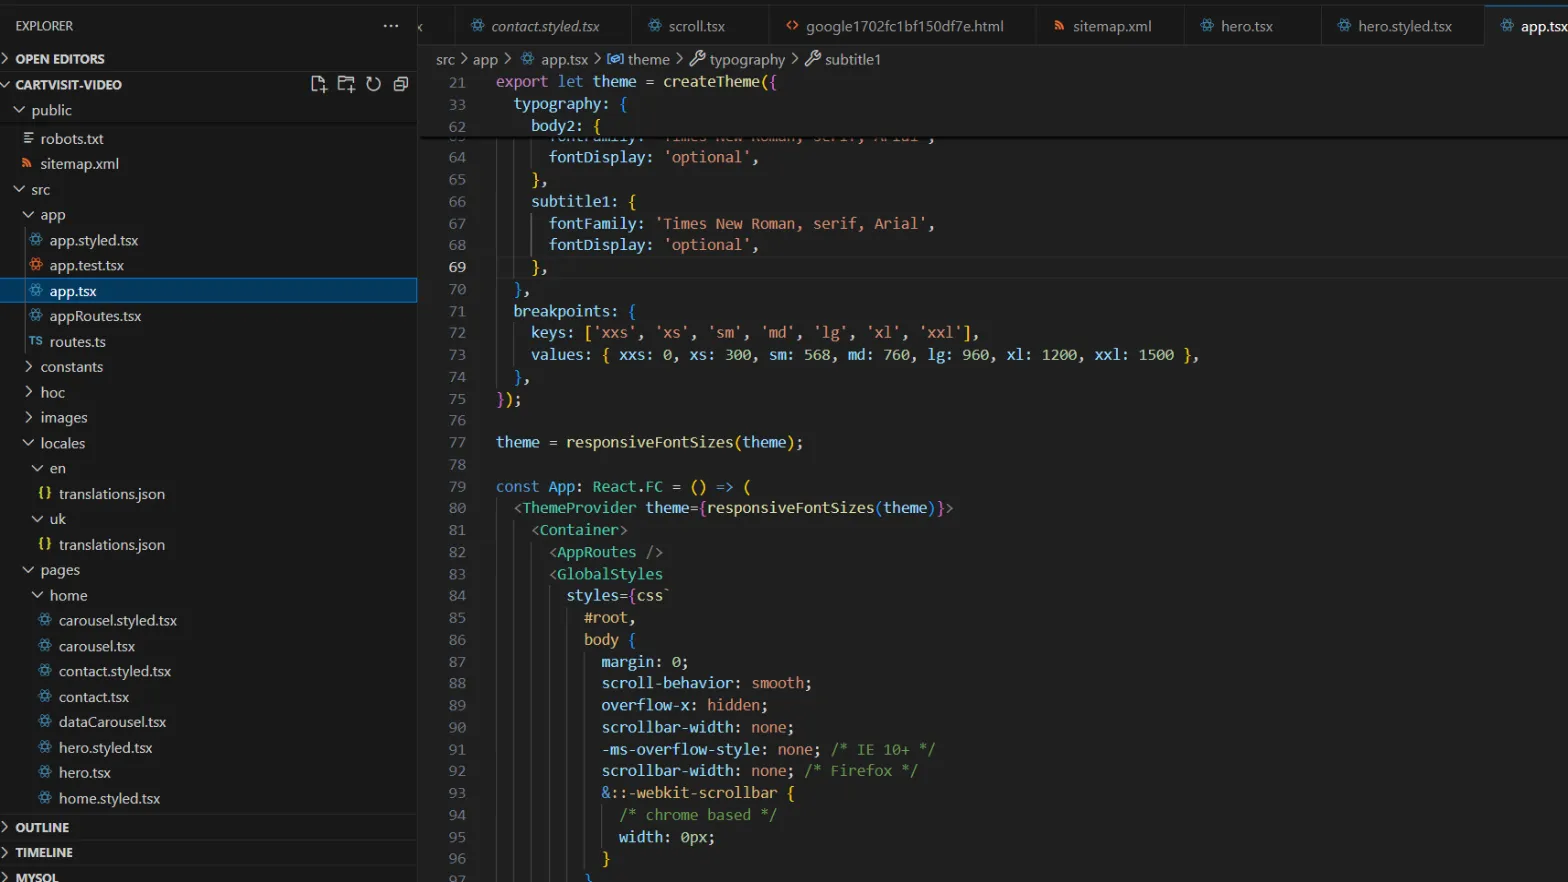 EXPLORER
OPEN EDITORS
CARTVISIT-VIDEO
public
robots.txt
sitemap.xml
src
app
app.styled.tsx
app.test.tsx
app.tsx
appRoutes.tsx
TS routes.ts
constants
hoc
images
locales
en
{} translations.json
uk
{} translations.json
pages
home
carousel.styled.tsx
carousel.tsx
contact.styled.tsx
contact.tsx
dataCarousel.tsx
hero.styled.tsx
hero.tsx
home.styled.tsx
OUTLINE
TIMELINE
MYSQL
x contact.styled.tsx scroll.tsx <> google1702fc1bf150df7e.html sitemap.xml hero.tsx hero.styled.tsx app.tsx
src > app > app.tsx > theme > typography > subtitle1
21 export let theme = createTheme({
33 typography: {
62 body2: {
63 fontFamily: 'Times New Roman, serif, Arial',
64 fontDisplay: 'optional',
65 },
66 subtitle1: {
67 fontFamily: 'Times New Roman, serif, Arial',
68 fontDisplay: 'optional',
69 },
70 },
71 breakpoints: {
72 keys: ['xxs', 'xs', 'sm', 'md', 'lg', 'xl', 'xxl'],
73 values: { xxs: 0, xs: 300, sm: 568, md: 760, lg: 960, xl: 1200, xxl: 1500 },
74 },
75 });
76
77 theme = responsiveFontSizes(theme);
78
79 const App: React.FC = () => (
80 <ThemeProvider theme={responsiveFontSizes(theme)}>
81 <Container>
82 <AppRoutes />
83 <GlobalStyles
84 styles={css`
85 #root,
86 body {
87 margin: 0;
88 scroll-behavior: smooth;
89 overflow-x: hidden;
90 scrollbar-width: none;
91 -ms-overflow-style: none; /* IE 10+ */
92 scrollbar-width: none; /* Firefox */
93 &::-webkit-scrollbar {
94 /* chrome based */
95 width: 0px;
96 }
97 }